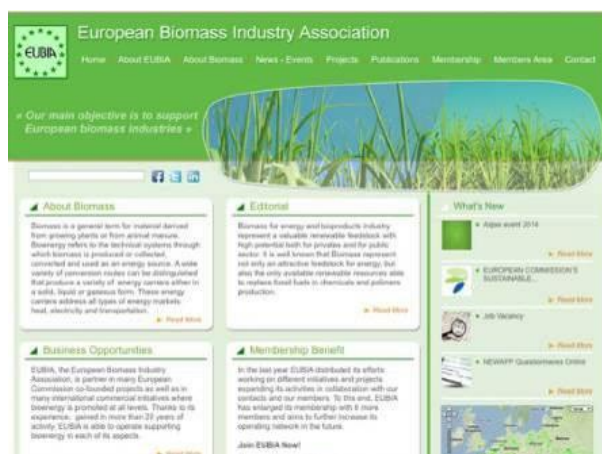 European Biomass Industry Association
EUBIA
Home About EUBIA About Biomass News - Events Projects Publications Membership Members Area Contact
« Our main objective is to support
European biomass industries »
About Biomass
Biomass is a general term for material derived
from growing plants or from animal manure.
Bioenergy refers to the technical systems through
which biomass is produced or collected,
converted and used as an energy source. A wide
variety of conversion routes can be distinguished
that produce a variety of energy carriers either in
a solid, liquid or gaseous form. These energy
carriers address all types of energy markets
heat, electricity and transportation.
Read More
Editorial
Biomass for energy and bioproducts industry
represent a valuable renewable feedstock with
high potential both for privates and for public
sector. It is well known that Biomass represent
not only an attractive feedstock for energy, but
also the only available renewable resources able
to replace fossil fuels in chemicals and polimers
production.
Read More
What's New
event 2014
Read More
EUROPEAN COMMISSION'S
SUSTAINABLE...
Read More
Job Vacancy
Read More
NEWAPP Questionnaires Online
Read More
Business Opportunities
EUBIA, the European Biomass Industry
Association, is partner in many European
Commission co-founded projects as well as in
many international commercial initiatives where
bioenergy is promoted at all levels. Thanks to its
experience, gained in more than 20 years of
activity, EUBIA is able to operate supporting
bioenergy in each of its aspects.
Membership Benefit
In the last year EUBIA distributed its efforts
working on different initiatives and projects
expanding its activities in collaboration with our
contacts and our members. To this end, EUBIA
has enlarged its membership with 6 more
members and aims to further increase its
operating network in the future.
Join EUBIA Now!